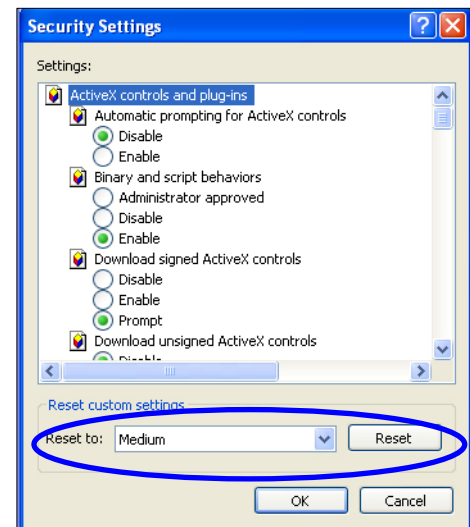 Security Settings
Settings:
ActiveX controls and plug-ins
Automatic prompting for ActiveX controls
Disable
Enable
Binary and script behaviors
Administrator approved
Disable
Enable
Download signed ActiveX controls
Disable
Enable
Prompt
Download unsigned ActiveX controls
Disable
Reset custom settings
Reset to: Medium Reset
OK Cancel